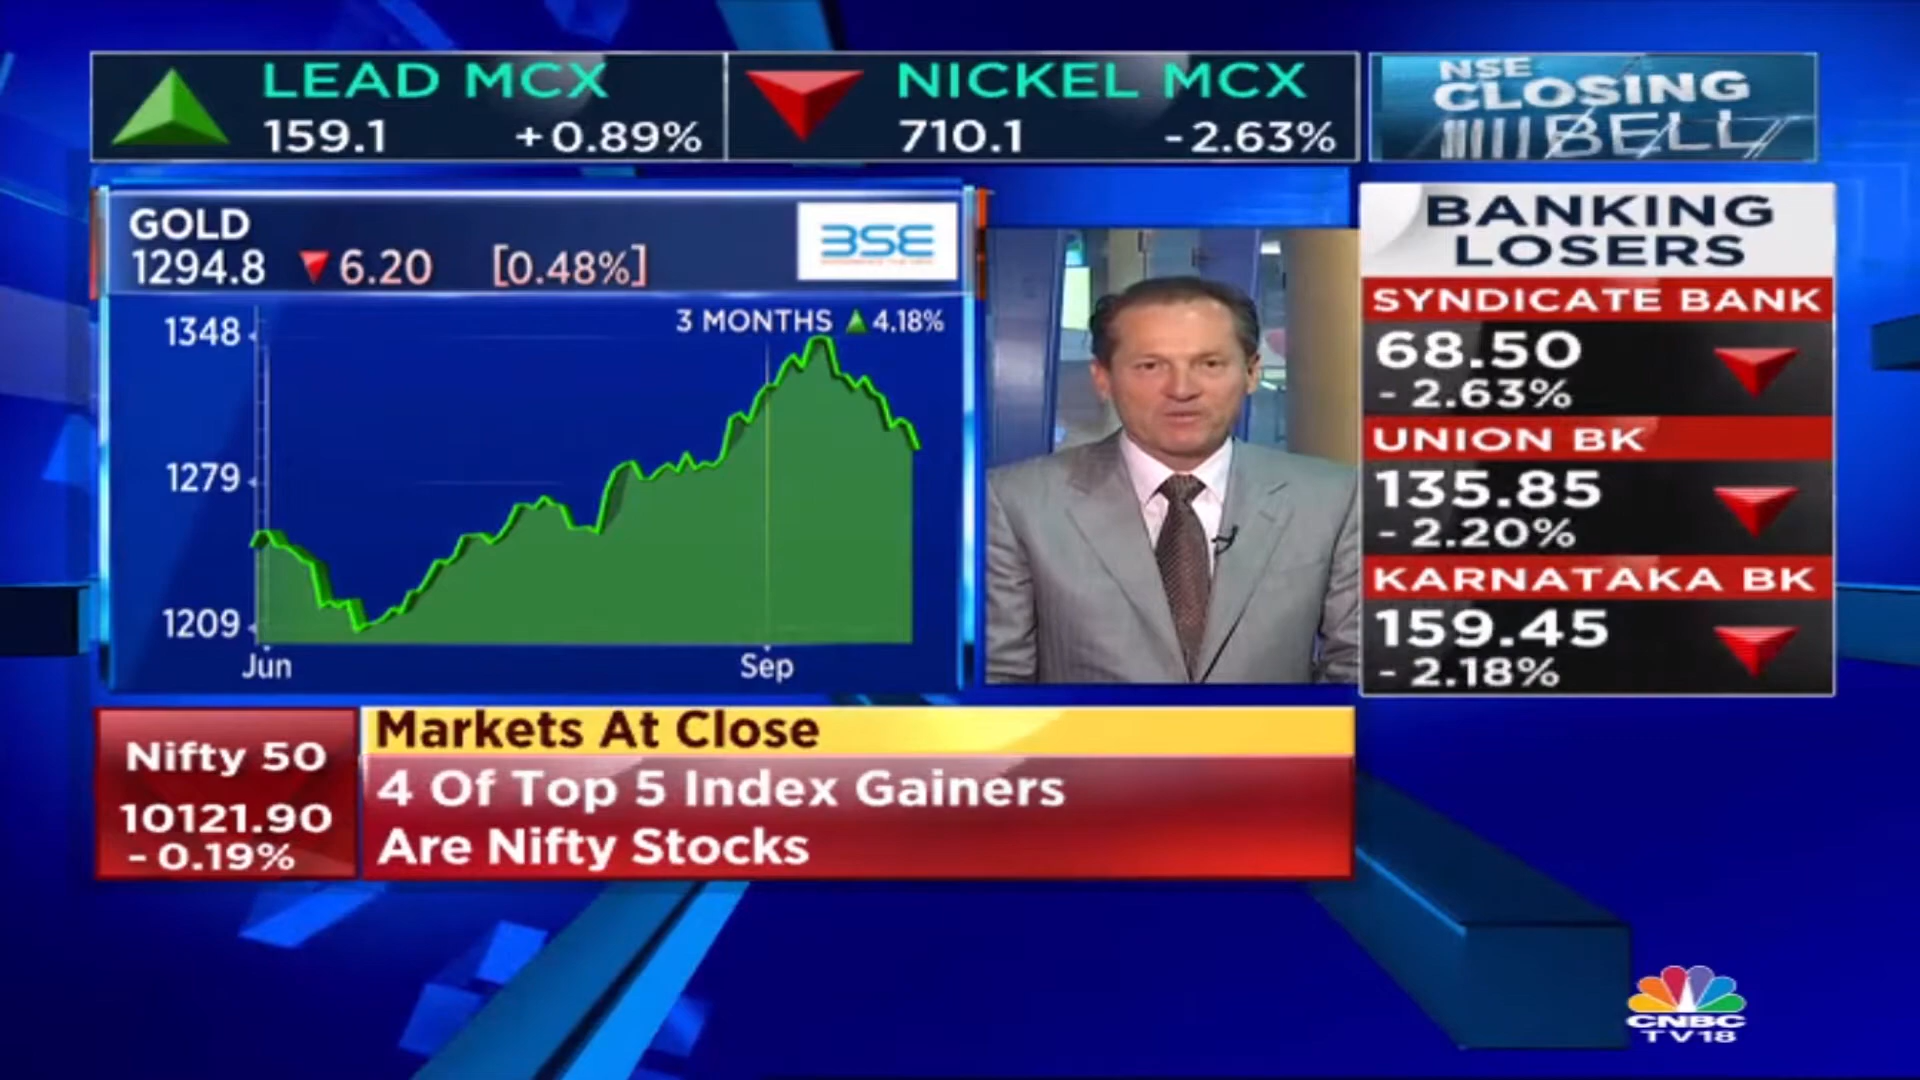 LEAD MCX
159.1 +0.89%
NICKEL MCX
710.1 -2.63%
NSE
CLOSING
BELL
GOLD
1294.8 ▼6.20 [0.48%]
BSE
3 MONTHS ▲4.18%
1348
1279
1209
Jun Sep
BANKING
LOSERS
SYNDICATE BANK
68.50
- 2.63%
UNION BK
135.85
- 2.20%
KARNATAKA BK
159.45
- 2.18%
Nifty 50
10121.90
- 0.19%
Markets At Close
4 Of Top 5 Index Gainers
Are Nifty Stocks
CNBC
TV18